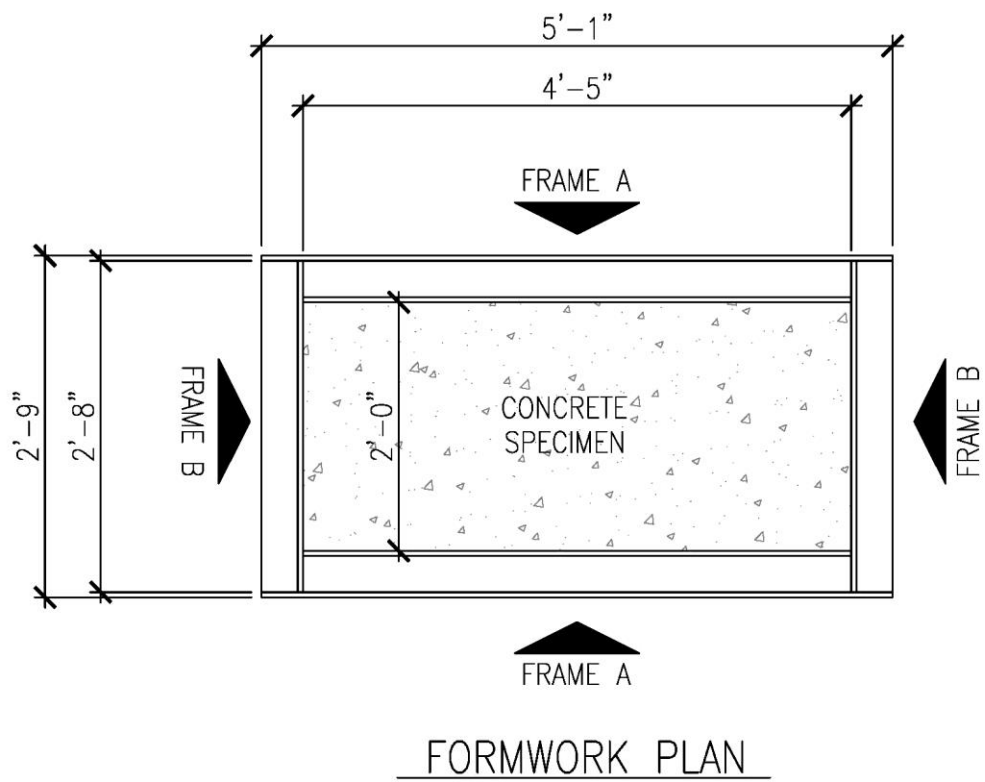 5'-1"
4'-5"
FRAME A
2'-9"
2'-8"
FRAME B
2'-0"
CONCRETE
SPECIMEN
FRAME B
FRAME A
FORMWORK PLAN